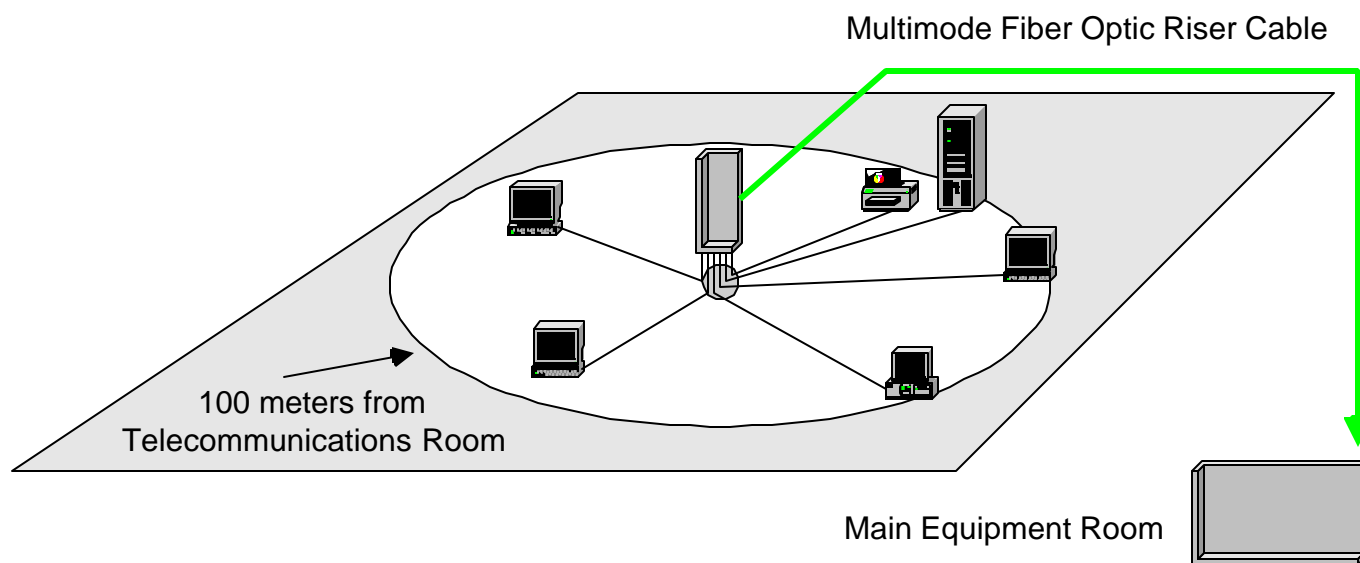 Multimode Fiber Optic Riser Cable
100 meters from
Telecommunications Room
Main Equipment Room